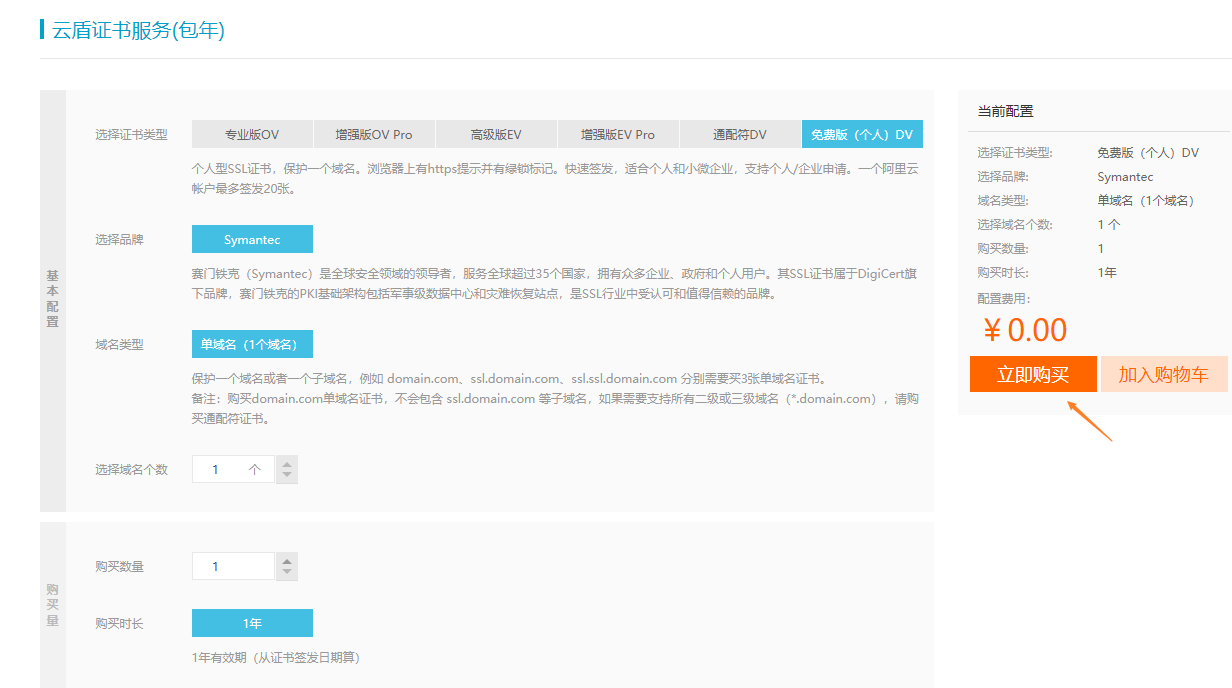 云盾证书服务(包年)
基本配置
选择证书类型
专业版OV 增强版OV Pro 高级版EV 增强版EV Pro 通配符DV 免费版（个人）DV
个人型SSL证书，保护一个域名。浏览器上有https提示并有绿锁标记。快速签发，适合个人和小微企业，支持个人/企业申请。一个阿里云
帐户最多签发20张。
选择品牌
Symantec
赛门铁克（Symantec）是全球安全领域的领导者，服务全球超过35个国家，拥有众多企业、政府和个人用户。其SSL证书属于DigiCert旗
下品牌，赛门铁克的PKI基础架构包括军事级数据中心和灾难恢复站点，是SSL行业中受认可和值得信赖的品牌。
域名类型
单域名（1个域名）
保护一个域名或者一个子域名，例如 domain.com、ssl.domain.com、ssl.ssl.domain.com 分别需要买3张单域名证书。
备注：购买domain.com单域名证书，不会包含 ssl.domain.com 等子域名，如果需要支持所有二级或三级域名（*.domain.com），请购
买通配符证书。
选择域名个数
1 个
购买量
购买数量
1
购买时长
1年
1年有效期（从证书签发日期算）
当前配置
选择证书类型: 免费版（个人）DV
选择品牌: Symantec
域名类型: 单域名（1个域名）
选择域名个数: 1 个
购买数量: 1
购买时长: 1年
配置费用:
¥ 0.00
立即购买 加入购物车